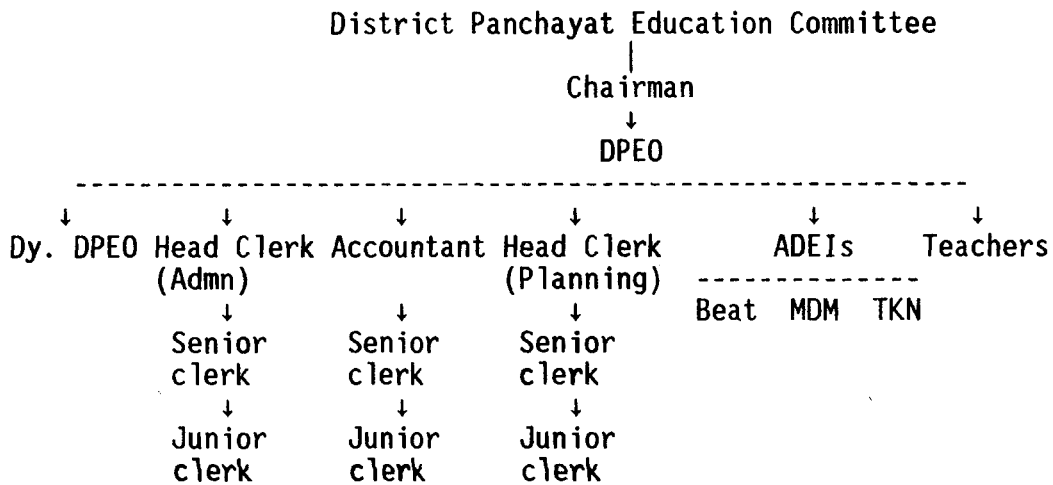 District Panchayat Education Committee
|
Chairman
↓
DPEO
------------------------------------------------------------
↓ ↓ ↓ ↓ ↓ ↓
Dy. DPEO Head Clerk Accountant Head Clerk ADEIs Teachers
(Admn) (Planning) --------------
↓ ↓ ↓ Beat MDM TKN
Senior Senior Senior
clerk clerk clerk
↓ ↓ ↓
Junior Junior Junior
clerk clerk clerk